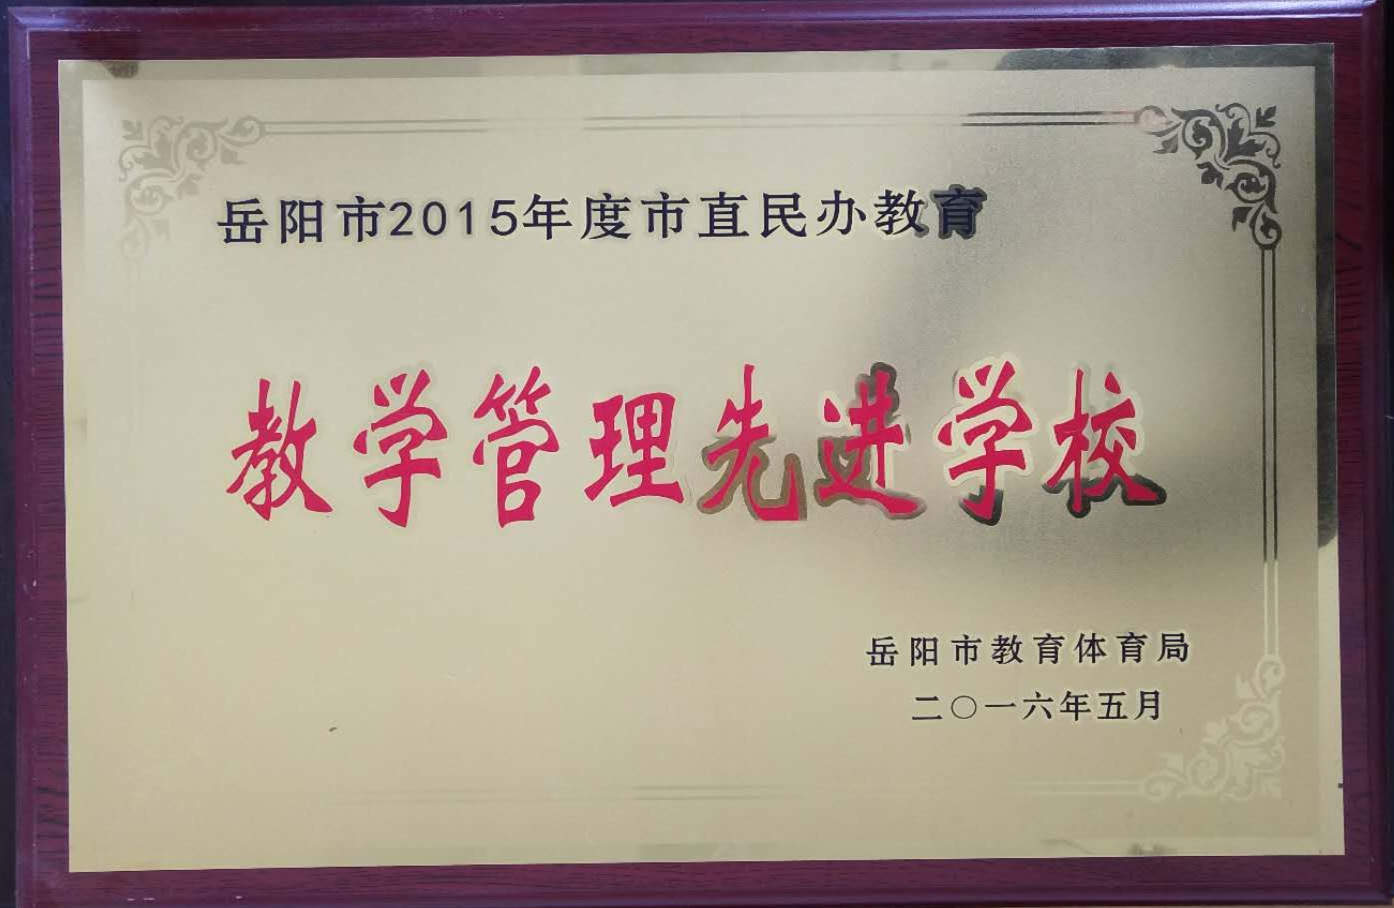 岳阳市2015年度市直民办教育
教学管理先进学校
岳阳市教育体育局
二〇一六年五月